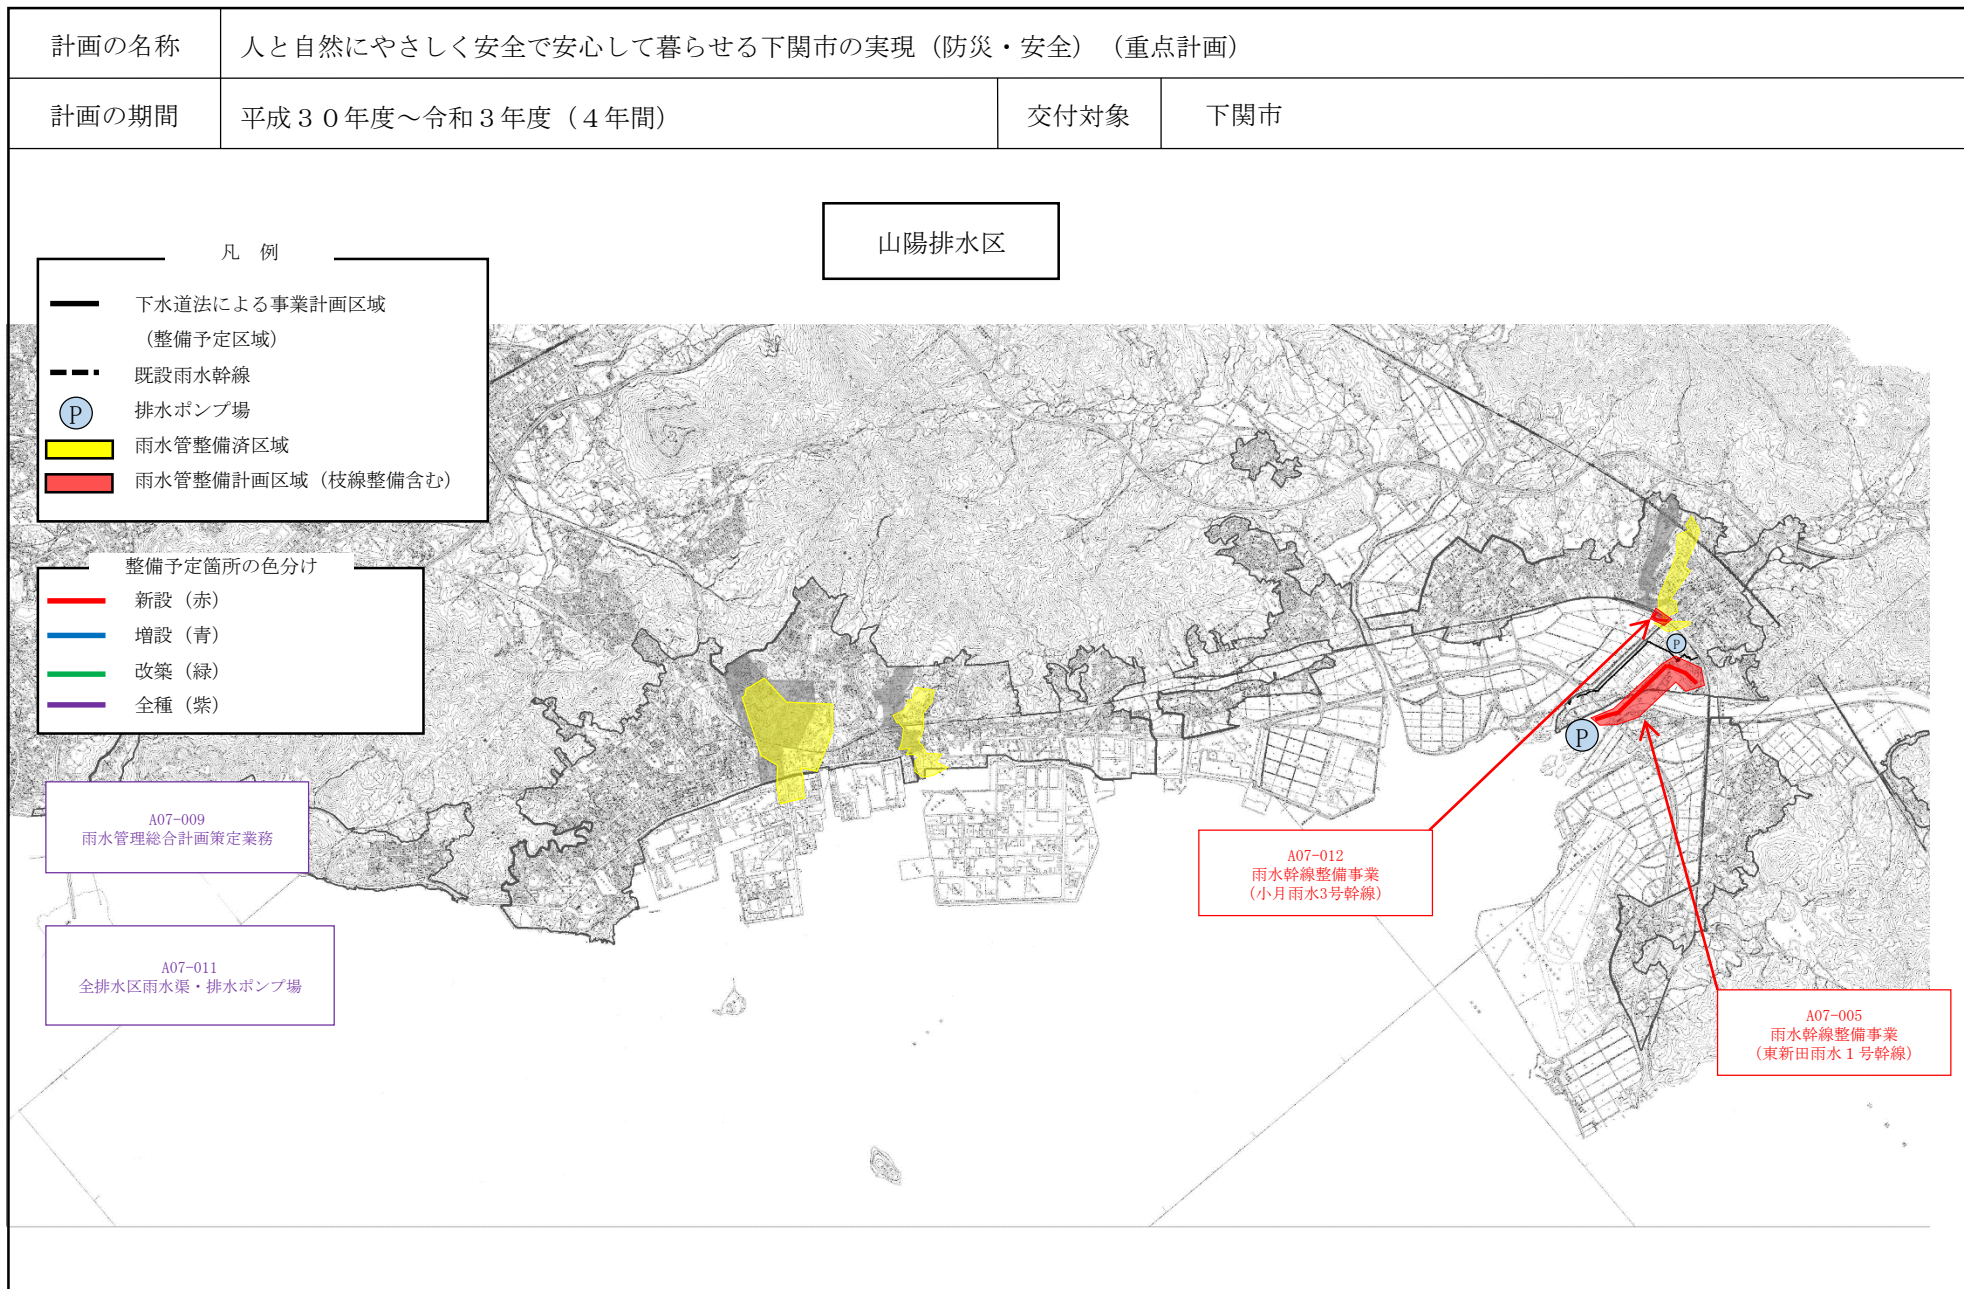 計画の名称
人と自然にやさしく安全で安心して暮らせる下関市の実現（防災・安全）（重点計画）
計画の期間
平成３０年度～令和３年度（４年間）
交付対象
下関市
山陽排水区
凡　例
下水道法による事業計画区域
（整備予定区域）
既設雨水幹線
P
排水ポンプ場
雨水管整備済区域
雨水管整備計画区域（枝線整備含む）
整備予定箇所の色分け
新設（赤）
増設（青）
改築（緑）
全種（紫）
P
P
A07-009
雨水管理総合計画策定業務
A07-012
雨水幹線整備事業
（小月雨水3号幹線）
A07-011
全排水区雨水渠・排水ポンプ場
A07-005
雨水幹線整備事業
（東新田雨水１号幹線）